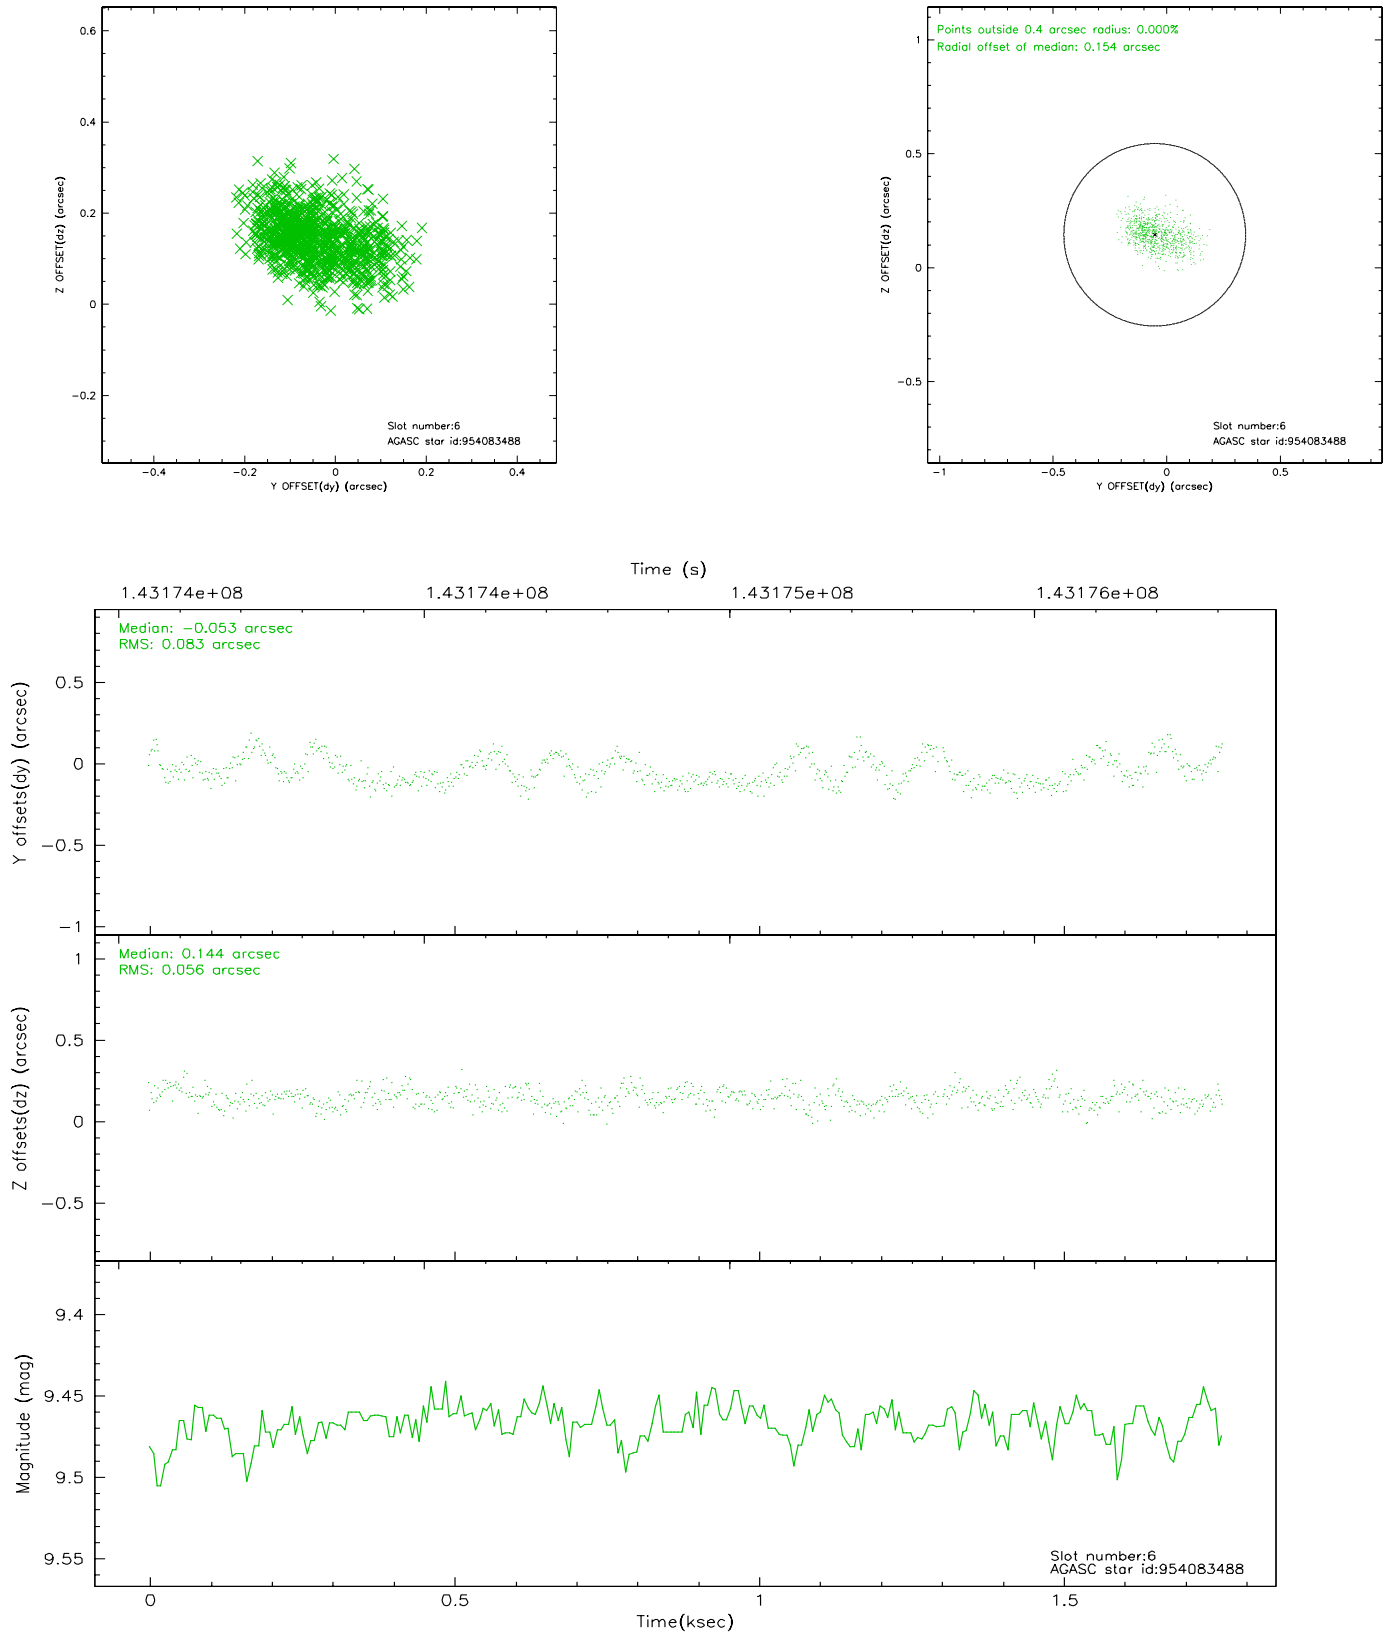 0.6
0.4
0.2
0
−0.2
Z OFFSET(dz) (arcsec)
Slot number:6
AGASC star id:954083488
−0.4 −0.2 0 0.2 0.4
Y OFFSET(dy) (arcsec)
Points outside 0.4 arcsec radius: 0.000%
Radial offset of median: 0.154 arcsec
1
0.5
0
−0.5
Z OFFSET(dz) (arcsec)
Slot number:6
AGASC star id:954083488
−1 −0.5 0 0.5
Y OFFSET(dy) (arcsec)
Time (s)
1.43174e+08 1.43174e+08 1.43175e+08 1.43176e+08
Median: −0.053 arcsec
RMS: 0.083 arcsec
0.5
0
−0.5
−1
Y offsets(dy) (arcsec)
Median: 0.144 arcsec
RMS: 0.056 arcsec
1
0.5
0
−0.5
Z offsets(dz) (arcsec)
9.4
9.45
9.5
9.55
Magnitude (mag)
Slot number:6
AGASC star id:954083488
0 0.5 1 1.5
Time(ksec)